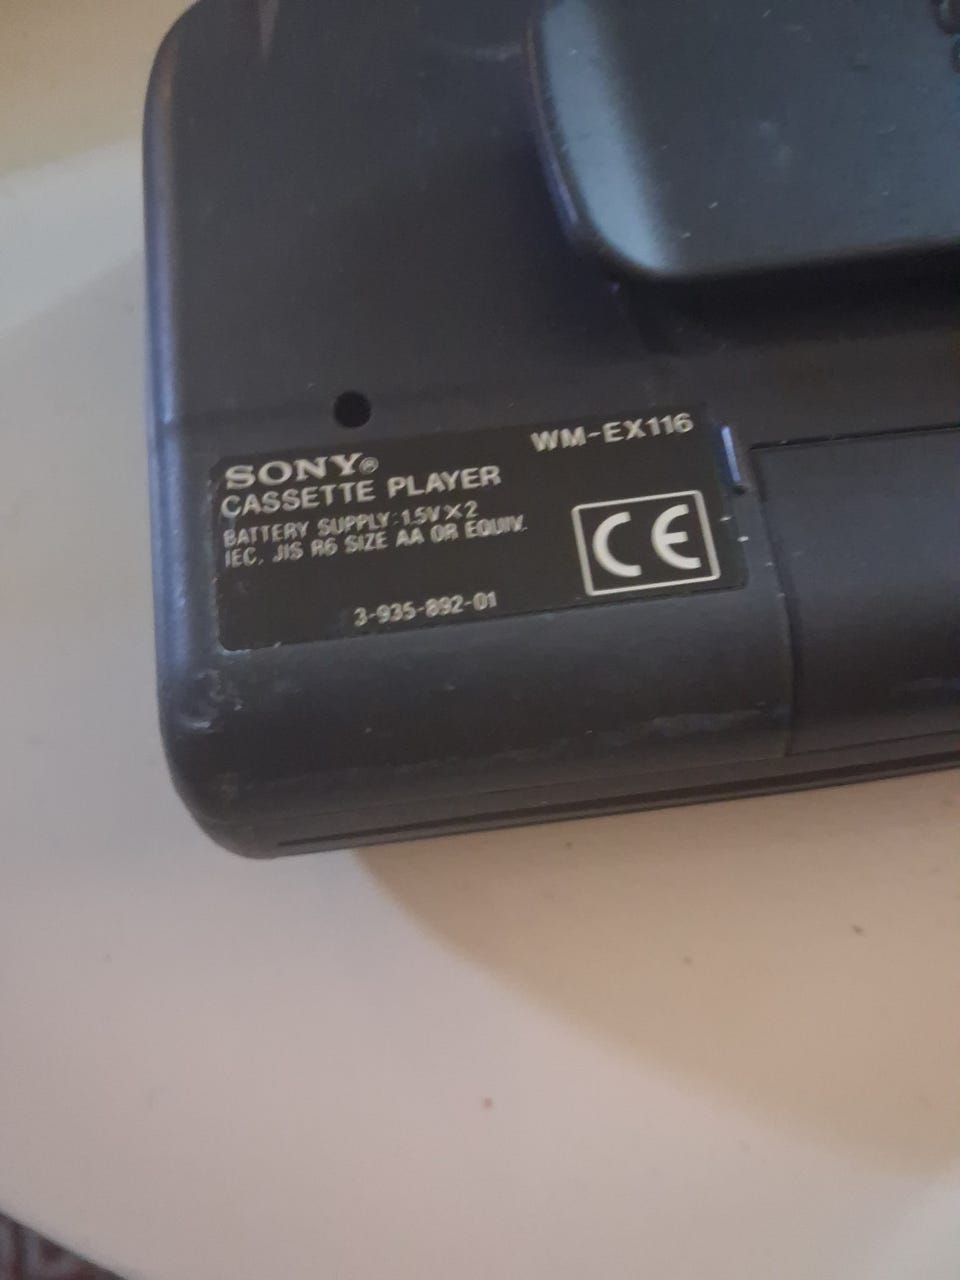 SONY®
WM-EX116
CASSETTE PLAYER
BATTERY SUPPLY: 1.5V X 2
IEC, JIS R6 SIZE AA OR EQUIV.
CE
3-935-892-01